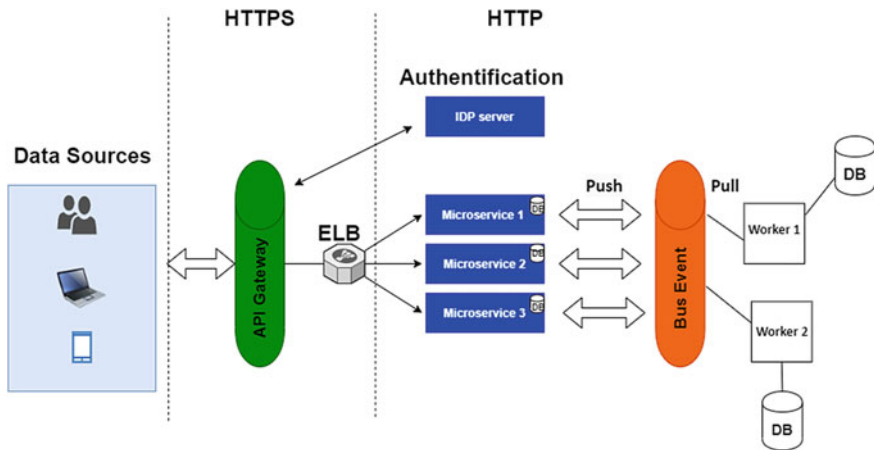 HTTPS
HTTP
Authentification
IDP server
Data Sources
API Gateway
ELB
Microservice 1
DB
Microservice 2
DB
Microservice 3
DB
Push
Pull
Bus Event
Worker 1
DB
Worker 2
DB